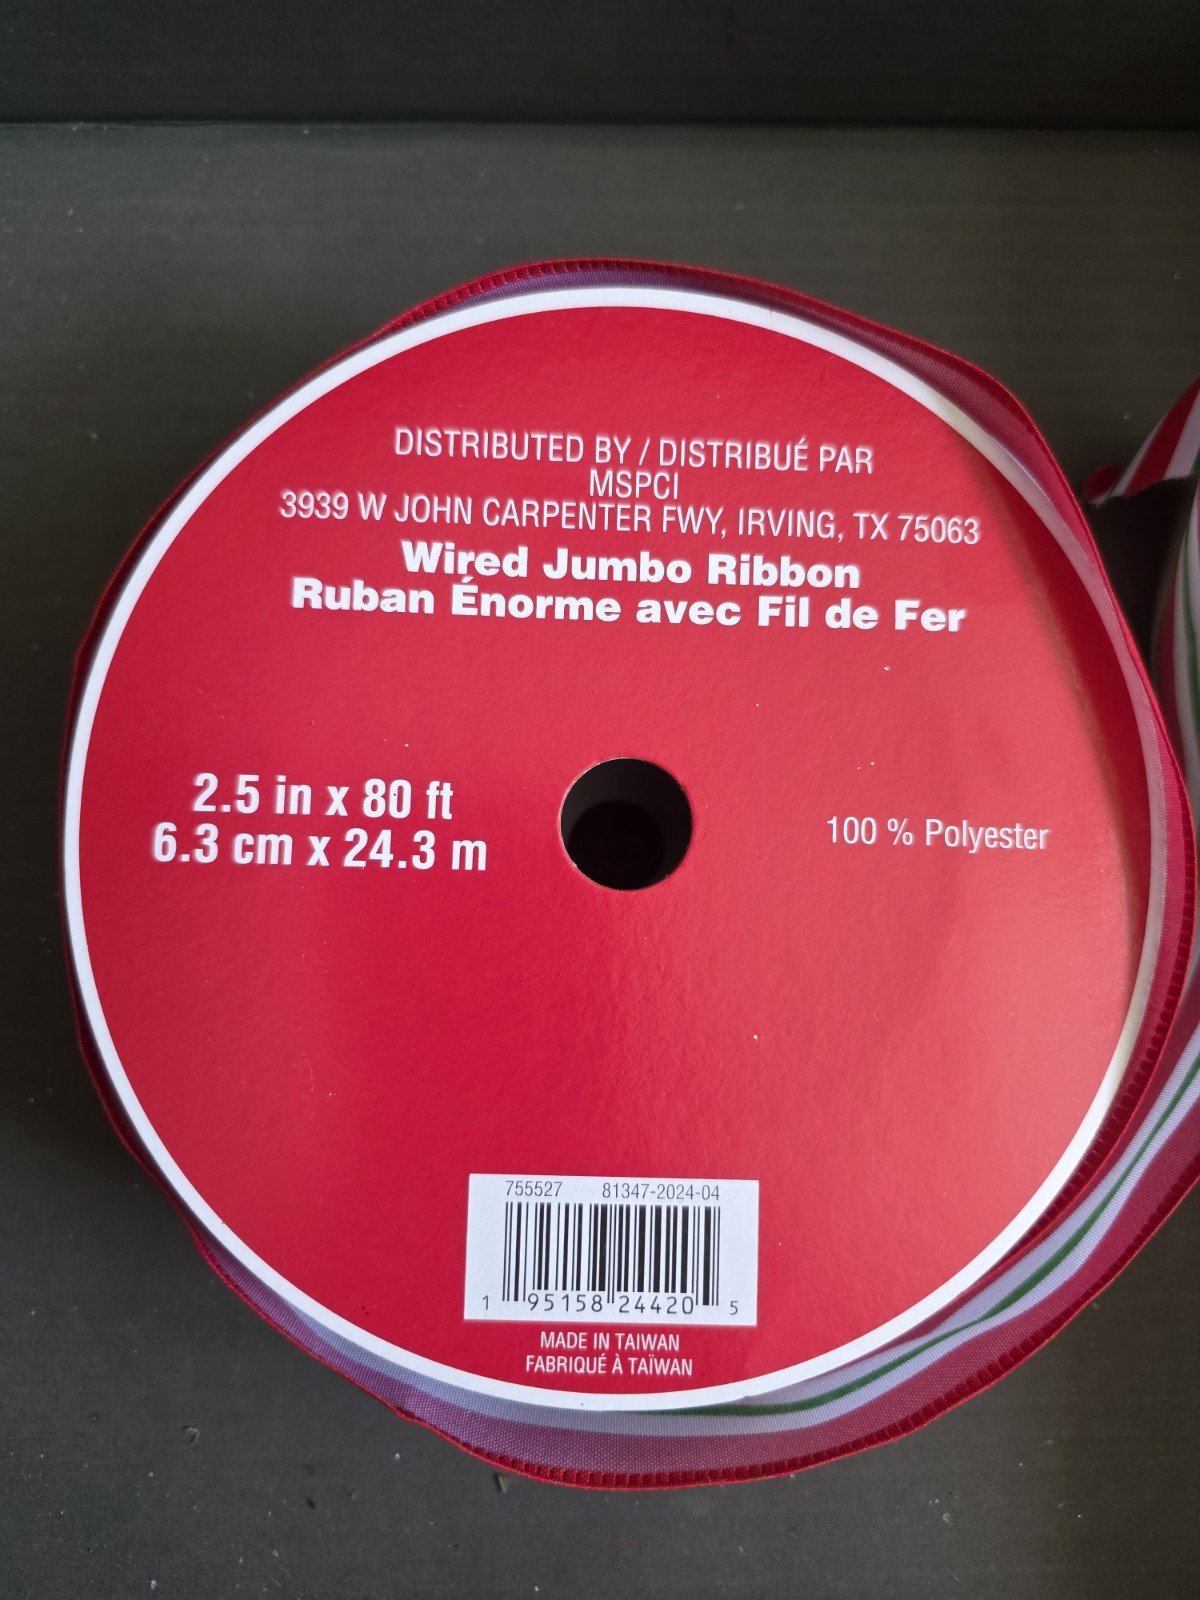 DISTRIBUTED BY / DISTRIBUÉ PAR
MSPCI
3939 W JOHN CARPENTER FWY, IRVING, TX 75063
Wired Jumbo Ribbon
Ruban Énorme avec Fil de Fer
2.5 in x 80 ft
6.3 cm x 24.3 m
100 % Polyester
755527 81347-2024-04
1 95158 24420 5
MADE IN TAIWAN
FABRIQUÉ À TAÏWAN